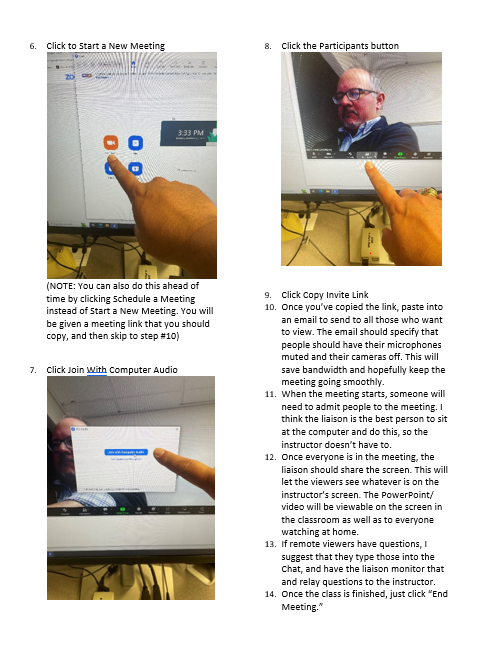 6. Click to Start a New Meeting
3:33 PM
(NOTE: You can also do this ahead of
time by clicking Schedule a Meeting
instead of Start a New Meeting. You will
be given a meeting link that you should
copy, and then skip to step #10)
7. Click Join With Computer Audio
Join with Computer Audio
8. Click the Participants button
9. Click Copy Invite Link
10. Once you've copied the link, paste into
an email to send to all those who want
to view. The email should specify that
people should have their microphones
muted and their cameras off. This will
save bandwidth and hopefully keep the
meeting going smoothly.
11. When the meeting starts, someone will
need to admit people to the meeting. I
think the liaison is the best person to sit
at the computer and do this, so the
instructor doesn't have to.
12. Once everyone is in the meeting, the
liaison should share the screen. This will
let the viewers see whatever is on the
instructor's screen. The PowerPoint/
video will be viewable on the screen in
the classroom as well as to everyone
watching at home.
13. If remote viewers have questions, I
suggest that they type those into the
Chat, and have the liaison monitor that
and relay questions to the instructor.
14. Once the class is finished, just click "End
Meeting."